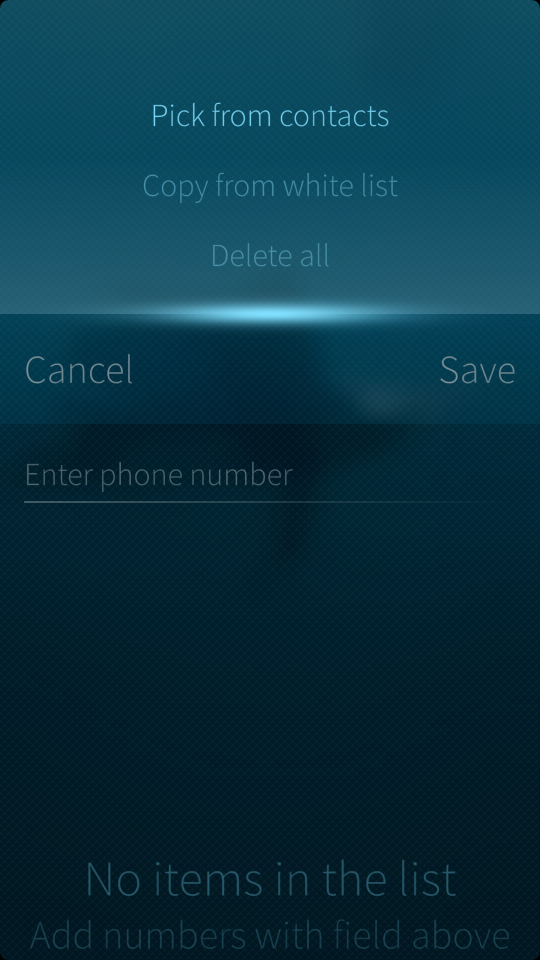 Pick from contacts
Copy from white list
Delete all
Cancel Save
Enter phone number
No items in the list
Add numbers with field above